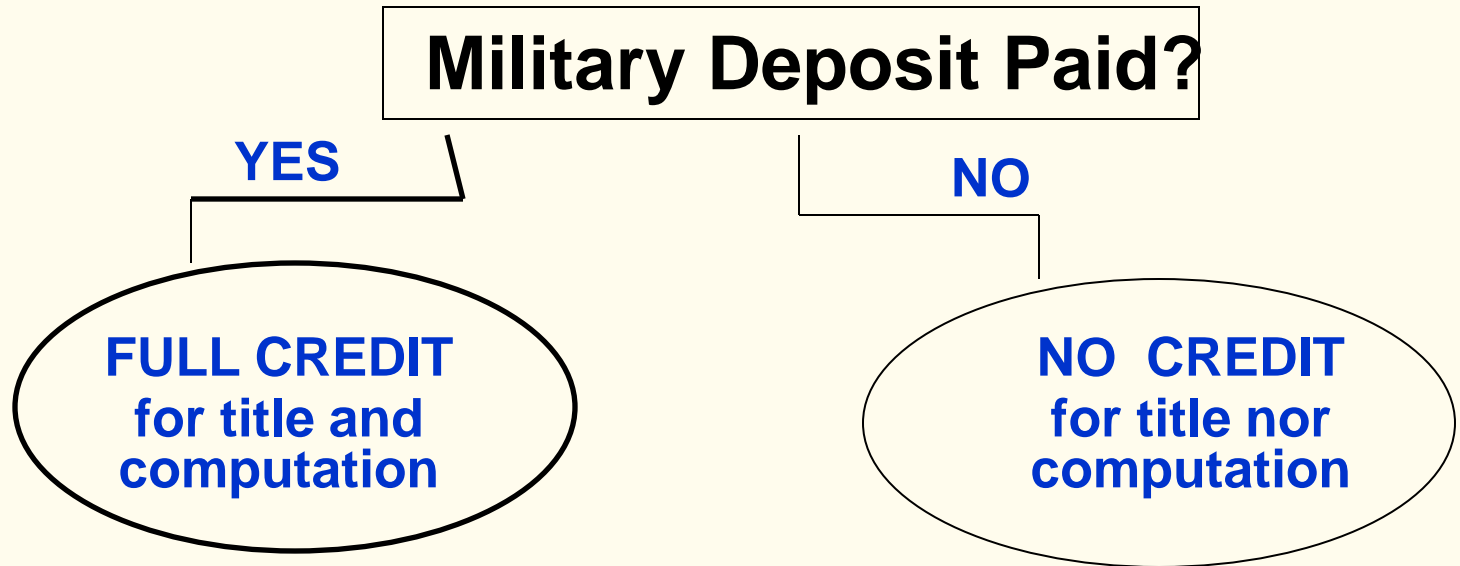 Military Deposit Paid?
YES
NO
FULL CREDIT
for title and
computation
NO CREDIT
for title nor
computation